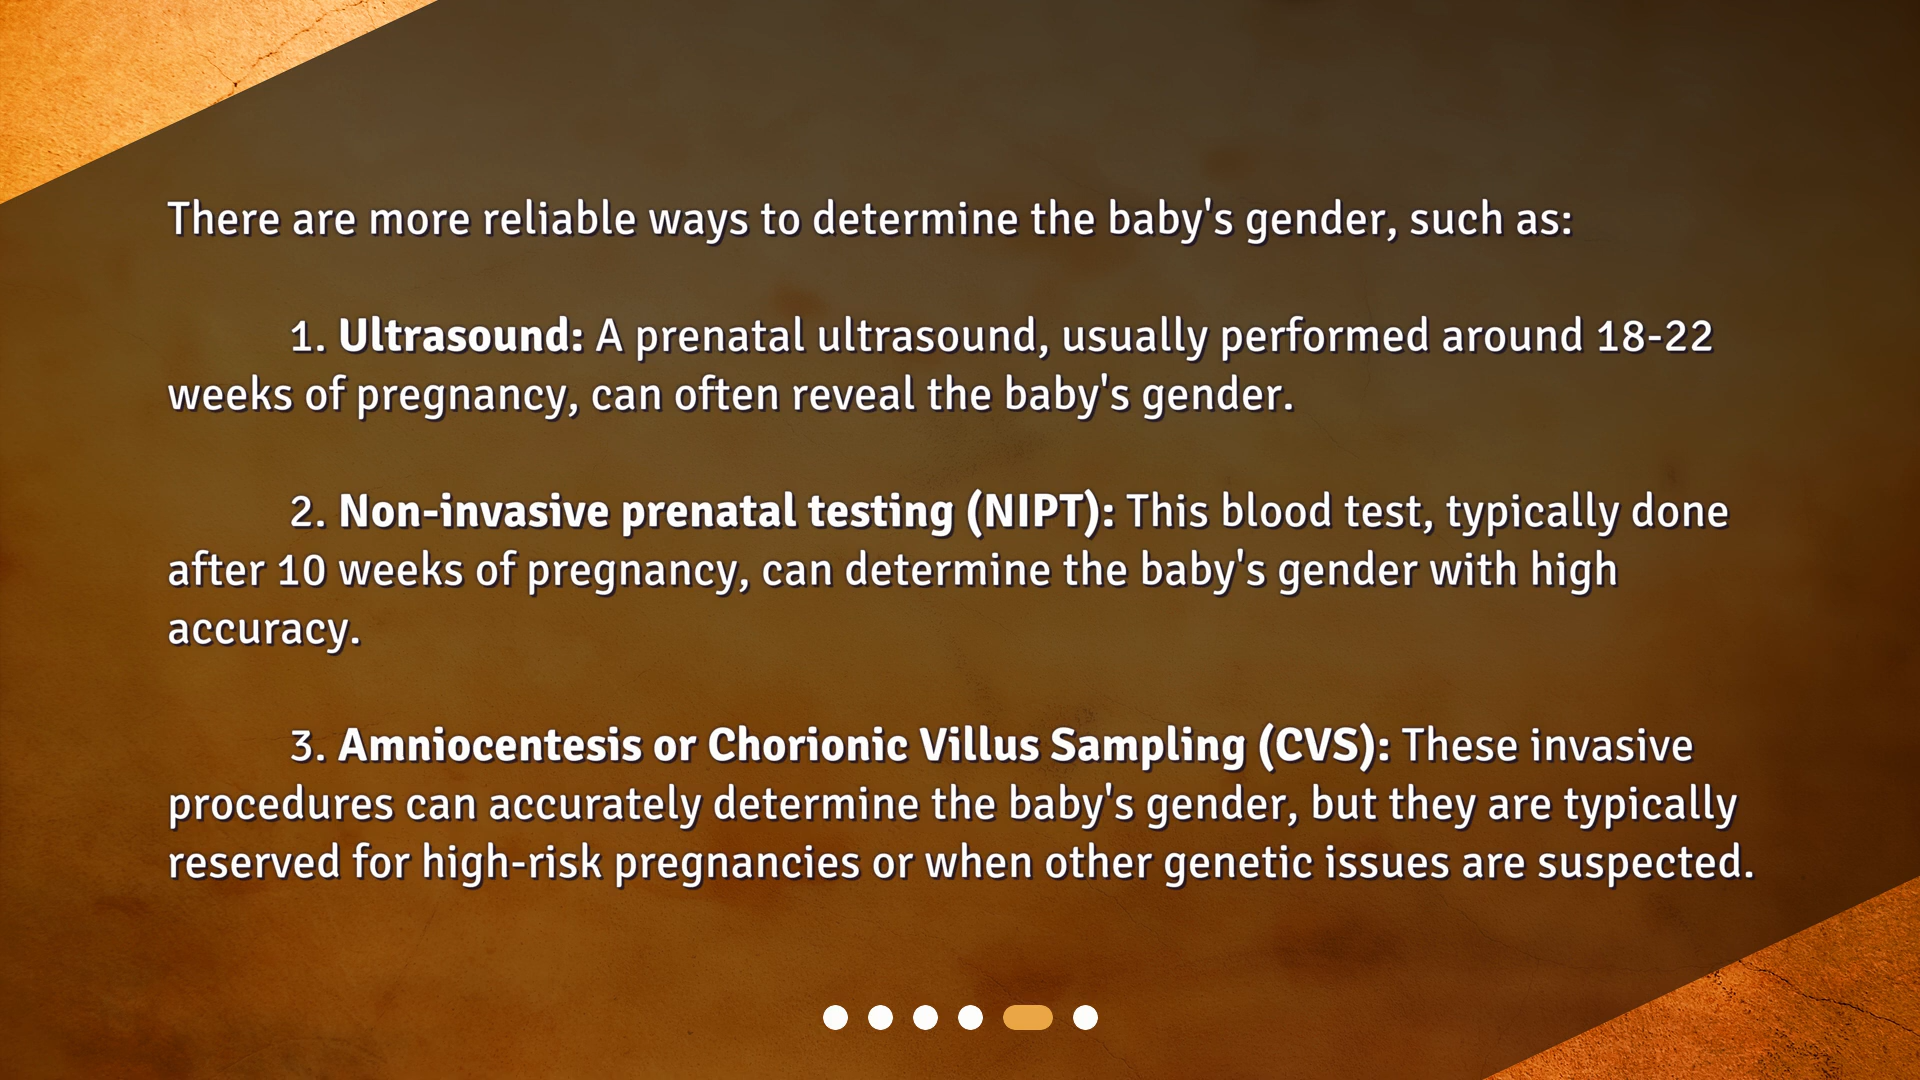 There are more reliable ways to determine the baby's gender, such as:
1. Ultrasound: A prenatal ultrasound, usually performed around 18-22
weeks of pregnancy, can often reveal the baby's gender.
2. Non-invasive prenatal testing (NIPT): This blood test, typically done
after 10 weeks of pregnancy, can determine the baby's gender with high
accuracy.
3. Amniocentesis or Chorionic Villus Sampling (CVS): These invasive
procedures can accurately determine the baby's gender, but they are typically
reserved for high-risk pregnancies or when other genetic issues are suspected.